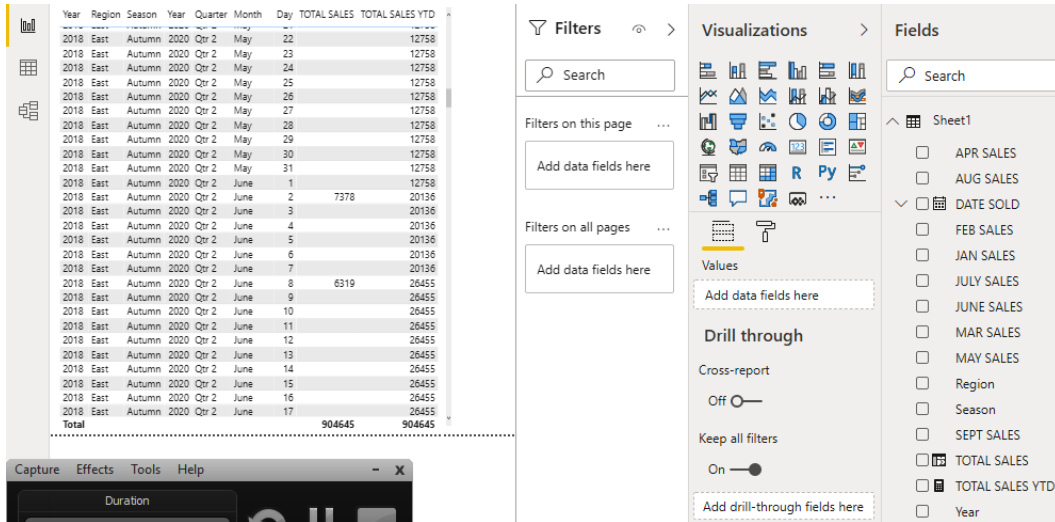 Year Region Season Year Quarter Month Day TOTAL SALES TOTAL SALES YTD
2018 East Autumn 2020 Qtr 2 May 22 12758
2018 East Autumn 2020 Qtr 2 May 23 12758
2018 East Autumn 2020 Qtr 2 May 24 12758
2018 East Autumn 2020 Qtr 2 May 25 12758
2018 East Autumn 2020 Qtr 2 May 26 12758
2018 East Autumn 2020 Qtr 2 May 27 12758
2018 East Autumn 2020 Qtr 2 May 28 12758
2018 East Autumn 2020 Qtr 2 May 29 12758
2018 East Autumn 2020 Qtr 2 May 30 12758
2018 East Autumn 2020 Qtr 2 May 31 12758
2018 East Autumn 2020 Qtr 2 June 1 12758
2018 East Autumn 2020 Qtr 2 June 2 7378 20136
2018 East Autumn 2020 Qtr 2 June 3 20136
2018 East Autumn 2020 Qtr 2 June 4 20136
2018 East Autumn 2020 Qtr 2 June 5 20136
2018 East Autumn 2020 Qtr 2 June 6 20136
2018 East Autumn 2020 Qtr 2 June 7 20136
2018 East Autumn 2020 Qtr 2 June 8 6319 26455
2018 East Autumn 2020 Qtr 2 June 9 26455
2018 East Autumn 2020 Qtr 2 June 10 26455
2018 East Autumn 2020 Qtr 2 June 11 26455
2018 East Autumn 2020 Qtr 2 June 12 26455
2018 East Autumn 2020 Qtr 2 June 13 26455
2018 East Autumn 2020 Qtr 2 June 14 26455
2018 East Autumn 2020 Qtr 2 June 15 26455
2018 East Autumn 2020 Qtr 2 June 16 26455
2018 East Autumn 2020 Qtr 2 June 17 26455
Total 904645 904645
Capture Effects Tools Help - X
Duration
Filters
Search
Filters on this page ...
Add data fields here
Filters on all pages ...
Add data fields here
Visualizations
123
R Py
...
Values
Add data fields here
Drill through
Cross-report
Off
Keep all filters
On
Add drill-through fields here
Fields
Search
Sheet1
APR SALES
AUG SALES
DATE SOLD
FEB SALES
JAN SALES
JULY SALES
JUNE SALES
MAR SALES
MAY SALES
Region
Season
SEPT SALES
TOTAL SALES
TOTAL SALES YTD
Year